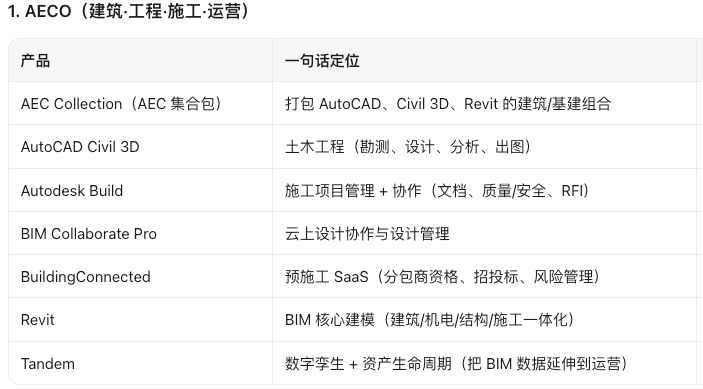 1. AECO（建筑·工程·施工·运营）
产品 一句话定位
AEC Collection（AEC 集合包） 打包 AutoCAD、Civil 3D、Revit 的建筑/基建组合
AutoCAD Civil 3D 土木工程（勘测、设计、分析、出图）
Autodesk Build 施工项目管理 + 协作（文档、质量/安全、RFI）
BIM Collaborate Pro 云上设计协作与设计管理
BuildingConnected 预施工 SaaS（分包商资格、招投标、风险管理）
Revit BIM 核心建模（建筑/机电/结构/施工一体化）
Tandem 数字孪生 + 资产生命周期（把 BIM 数据延伸到运营）